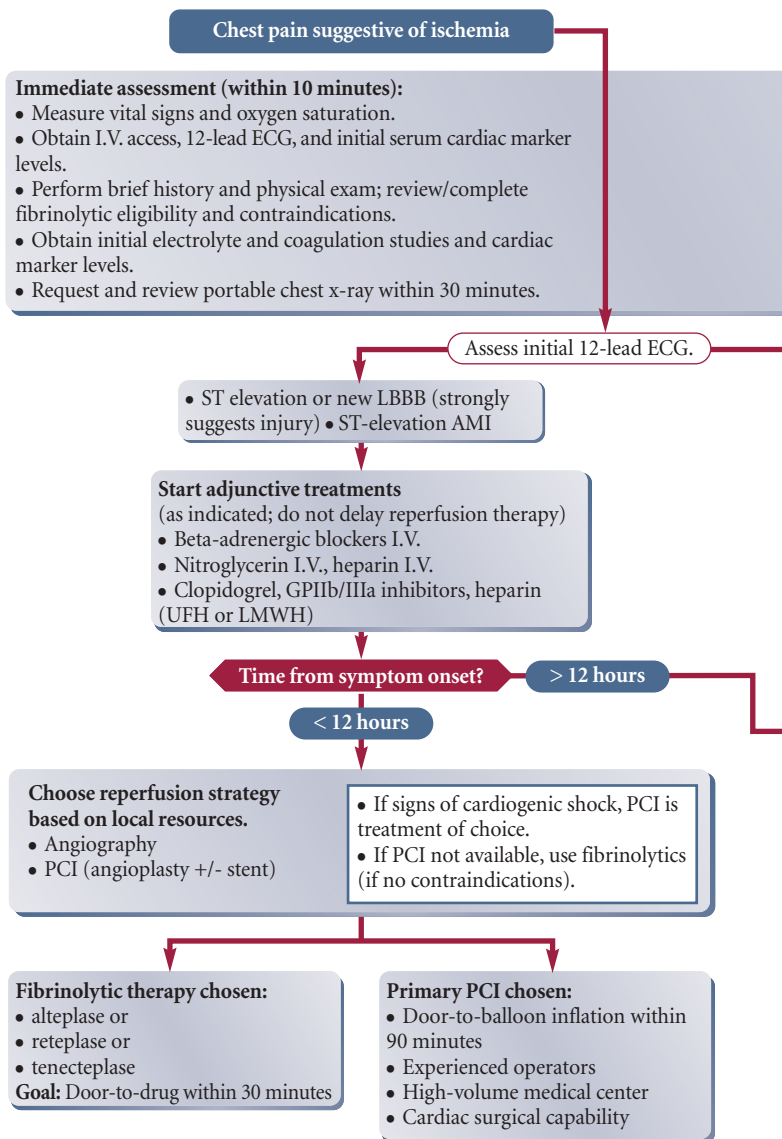 Chest pain suggestive of ischemia
Immediate assessment (within 10 minutes):
• Measure vital signs and oxygen saturation.
• Obtain I.V. access, 12-lead ECG, and initial serum cardiac marker
levels.
• Perform brief history and physical exam; review/complete
fibrinolytic eligibility and contraindications.
• Obtain initial electrolyte and coagulation studies and cardiac
marker levels.
• Request and review portable chest x-ray within 30 minutes.
Assess initial 12-lead ECG.
• ST elevation or new LBBB (strongly
suggests injury) • ST-elevation AMI
Start adjunctive treatments
(as indicated; do not delay reperfusion therapy)
• Beta-adrenergic blockers I.V.
• Nitroglycerin I.V., heparin I.V.
• Clopidogrel, GPIIb/IIIa inhibitors, heparin
(UFH or LMWH)
Time from symptom onset?
> 12 hours
< 12 hours
Choose reperfusion strategy
based on local resources.
• Angiography
• PCI (angioplasty +/- stent)
• If signs of cardiogenic shock, PCI is
treatment of choice.
• If PCI not available, use fibrinolytics
(if no contraindications).
Fibrinolytic therapy chosen:
• alteplase or
• reteplase or
• tenecteplase
Goal: Door-to-drug within 30 minutes
Primary PCI chosen:
• Door-to-balloon inflation within
90 minutes
• Experienced operators
• High-volume medical center
• Cardiac surgical capability